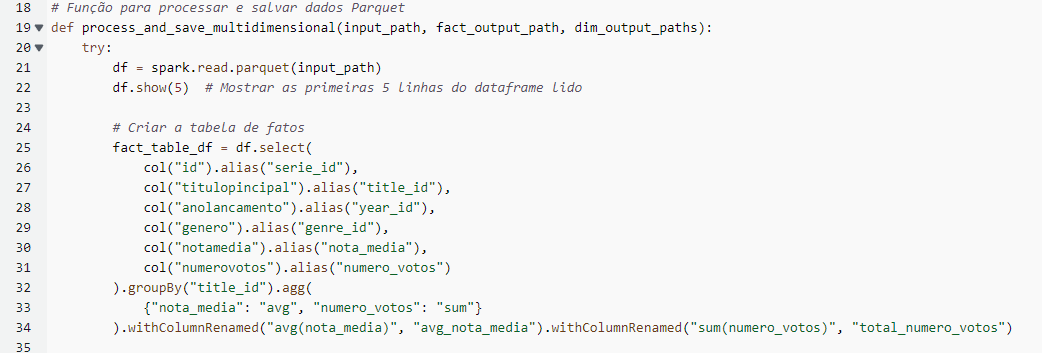 18 # Função para processar e salvar dados Parquet
19 def process_and_save_multidimensional(input_path, fact_output_path, dim_output_paths):
20 try:
21 df = spark.read.parquet(input_path)
22 df.show(5)  # Mostrar as primeiras 5 linhas do dataframe lido
23
24 # Criar a tabela de fatos
25 fact_table_df = df.select(
26 col("id").alias("serie_id"),
27 col("titulopincipal").alias("title_id"),
28 col("anolancamento").alias("year_id"),
29 col("genero").alias("genre_id"),
30 col("notamedia").alias("nota_media"),
31 col("numerovotos").alias("numero_votos")
32 ).groupBy("title_id").agg(
33 {"nota_media": "avg", "numero_votos": "sum"}
34 ).withColumnRenamed("avg(nota_media)", "avg_nota_media").withColumnRenamed("sum(numero_votos)", "total_numero_votos")
35